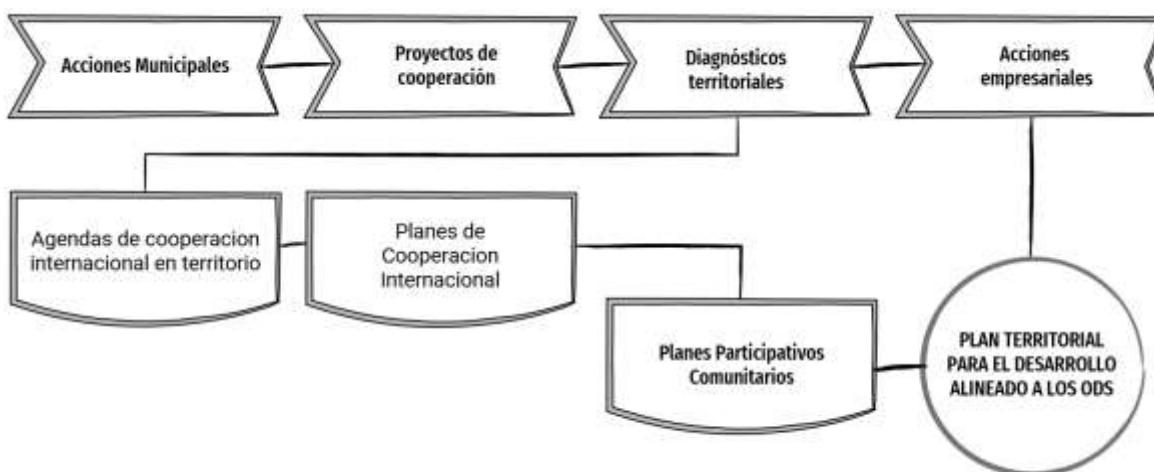 Acciones Municipales
Proyectos de
cooperación
Diagnósticos
territoriales
Acciones
empresariales
Agendas de cooperacion
internacional en territorio
Planes de
Cooperacion
Internacional
Planes Participativos
Comunitarios
PLAN TERRITORIAL
PARA EL DESARROLLO
ALINEADO A LOS ODS